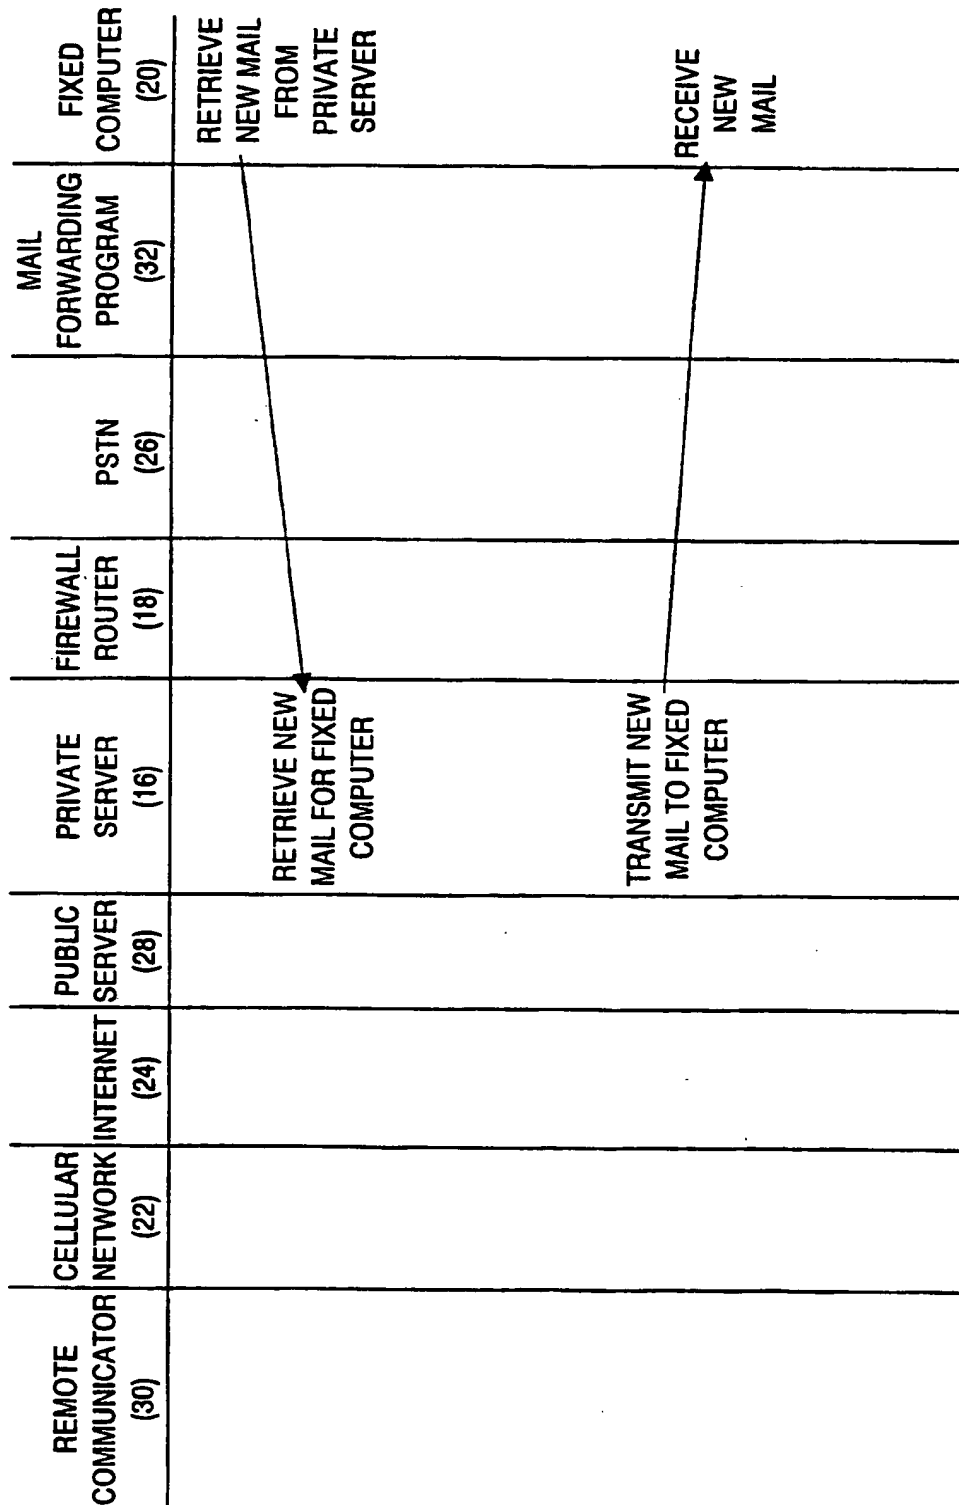 REMOTE
COMMUNICATOR
(30)
CELLULAR
NETWORK
(22)
INTERNET
(24)
PUBLIC
SERVER
(28)
PRIVATE
SERVER
(16)
FIREWALL
ROUTER
(18)
PSTN
(26)
MAIL
FORWARDING
PROGRAM
(32)
FIXED
COMPUTER
(20)
RETRIEVE
NEW MAIL
FROM
PRIVATE
SERVER
RETRIEVE NEW
MAIL FOR FIXED
COMPUTER
TRANSMIT NEW
MAIL TO FIXED
COMPUTER
RECEIVE
NEW
MAIL